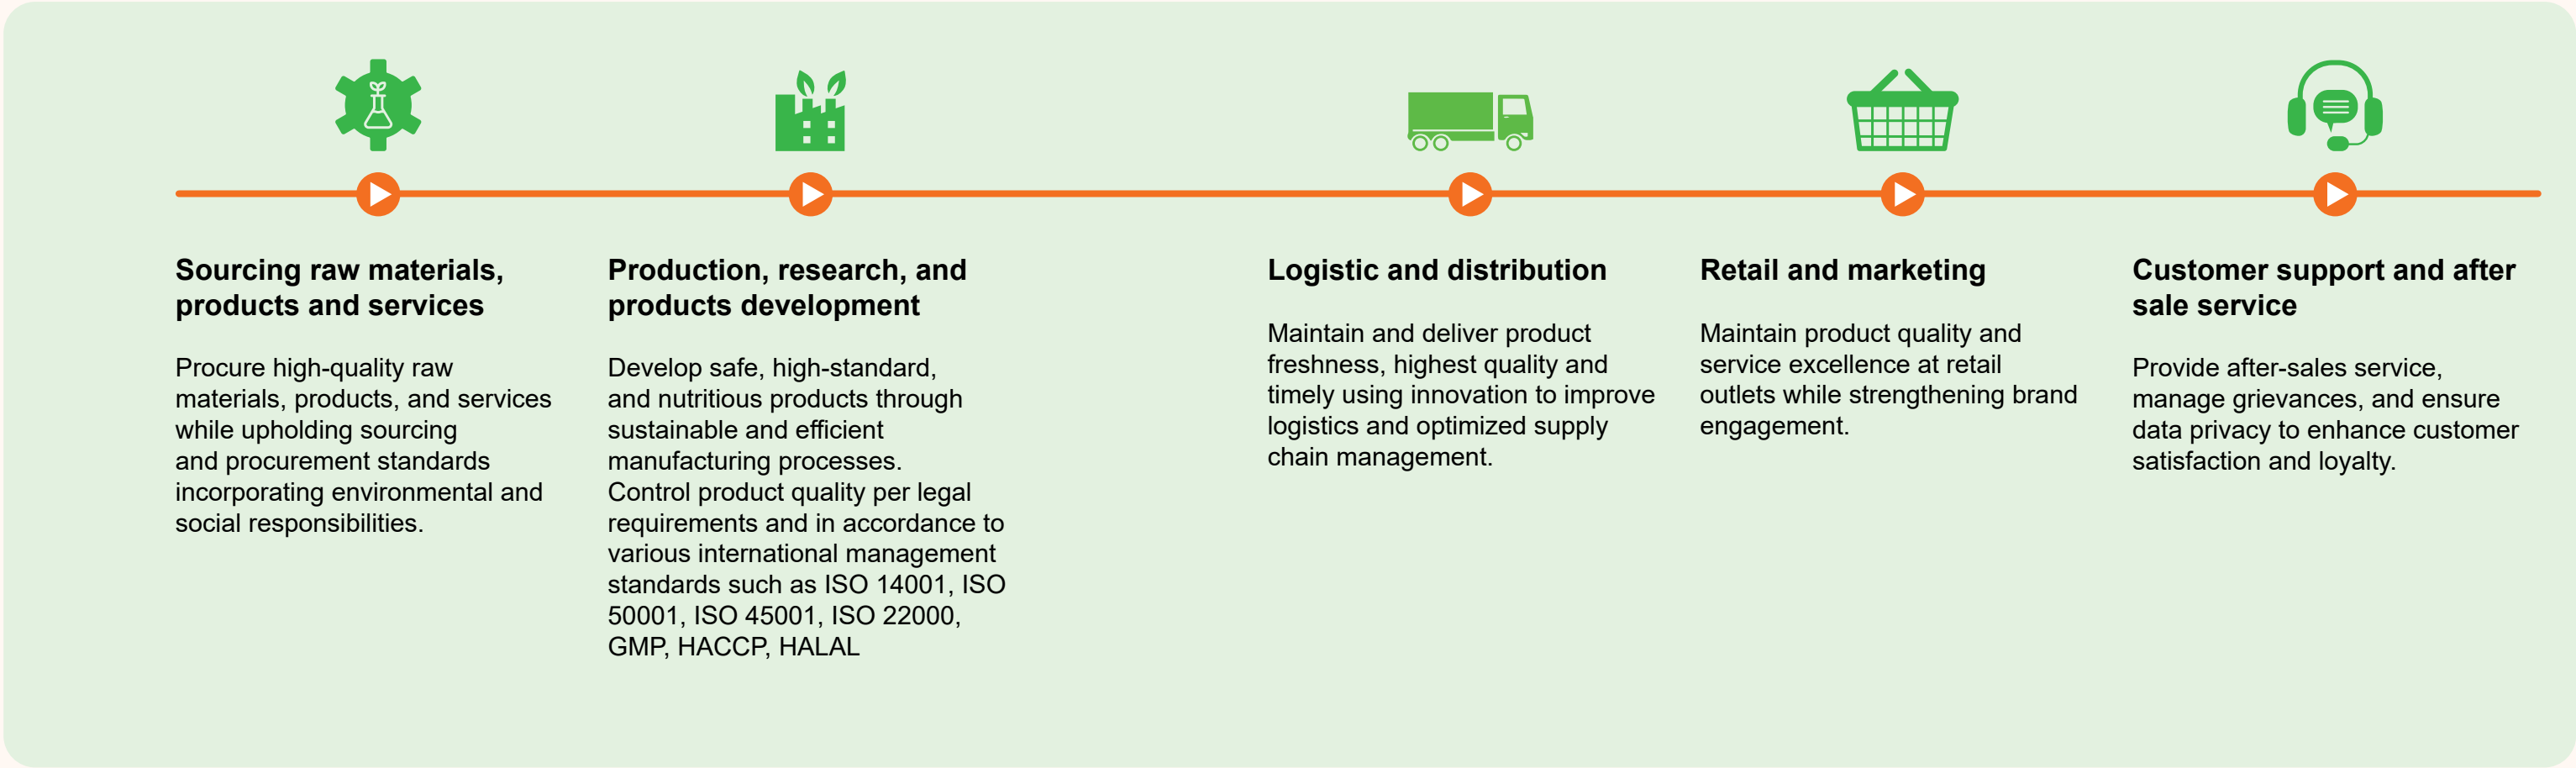 Sourcing raw materials,
products and services
Procure high-quality raw
materials, products, and services
while upholding sourcing
and procurement standards
incorporating environmental and
social responsibilities.
Production, research, and
products development
Develop safe, high-standard,
and nutritious products through
sustainable and efficient
manufacturing processes.
Control product quality per legal
requirements and in accordance to
various international management
standards such as ISO 14001, ISO
50001, ISO 45001, ISO 22000,
GMP, HACCP, HALAL
Logistic and distribution
Maintain and deliver product
freshness, highest quality and
timely using innovation to improve
logistics and optimized supply
chain management.
Retail and marketing
Maintain product quality and
service excellence at retail
outlets while strengthening brand
engagement.
Customer support and after
sale service
Provide after-sales service,
manage grievances, and ensure
data privacy to enhance customer
satisfaction and loyalty.